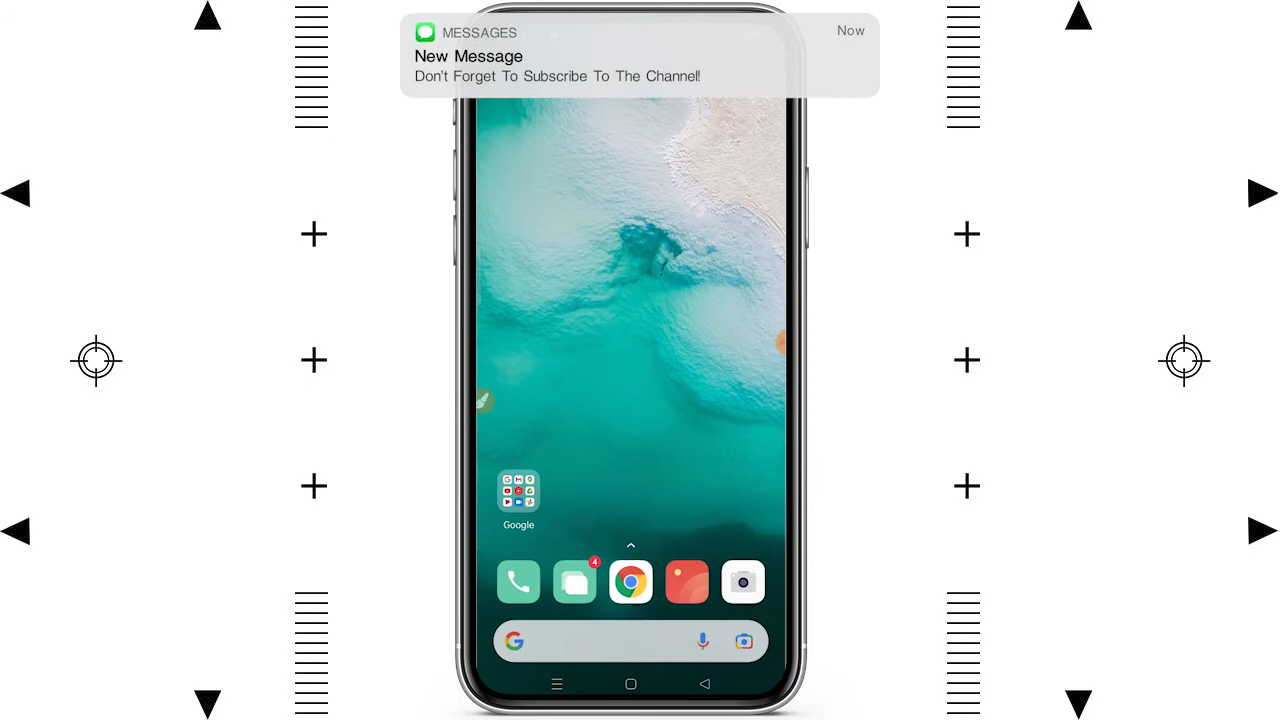 MESSAGES
Now
New Message
Don't Forget To Subscribe To The Channel!
Google
4